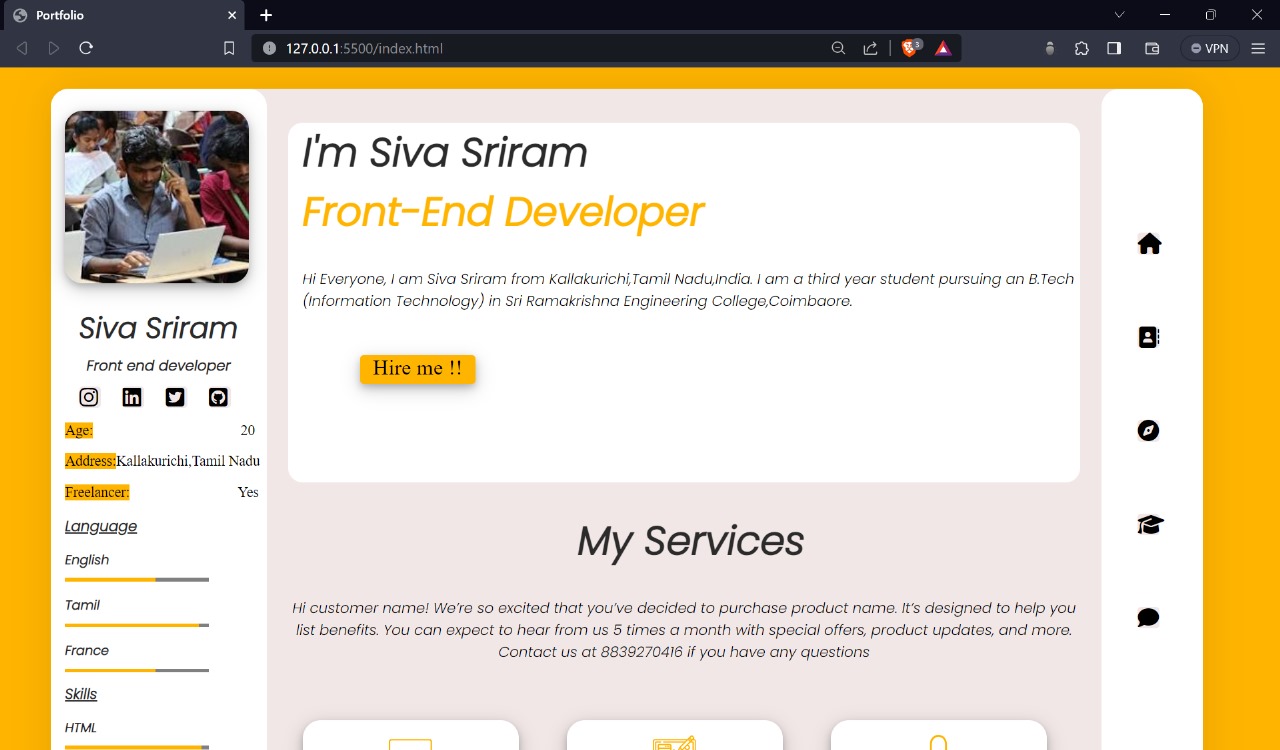 Portfolio
127.0.0.1:5500/index.html
3
VPN
Siva Sriram
Front end developer
Age: 20
Address:Kallakurichi,Tamil Nadu
Freelancer: Yes
Language
English
Tamil
France
Skills
HTML
I'm Siva Sriram
Front-End Developer
Hi Everyone, I am Siva Sriram from Kallakurichi,Tamil Nadu,India. I am a third year student pursuing an B.Tech
(Information Technology) in Sri Ramakrishna Engineering College,Coimbaore.
Hire me !!
My Services
Hi customer name! We’re so excited that you’ve decided to purchase product name. It’s designed to help you
list benefits. You can expect to hear from us 5 times a month with special offers, product updates, and more.
Contact us at 8839270416 if you have any questions